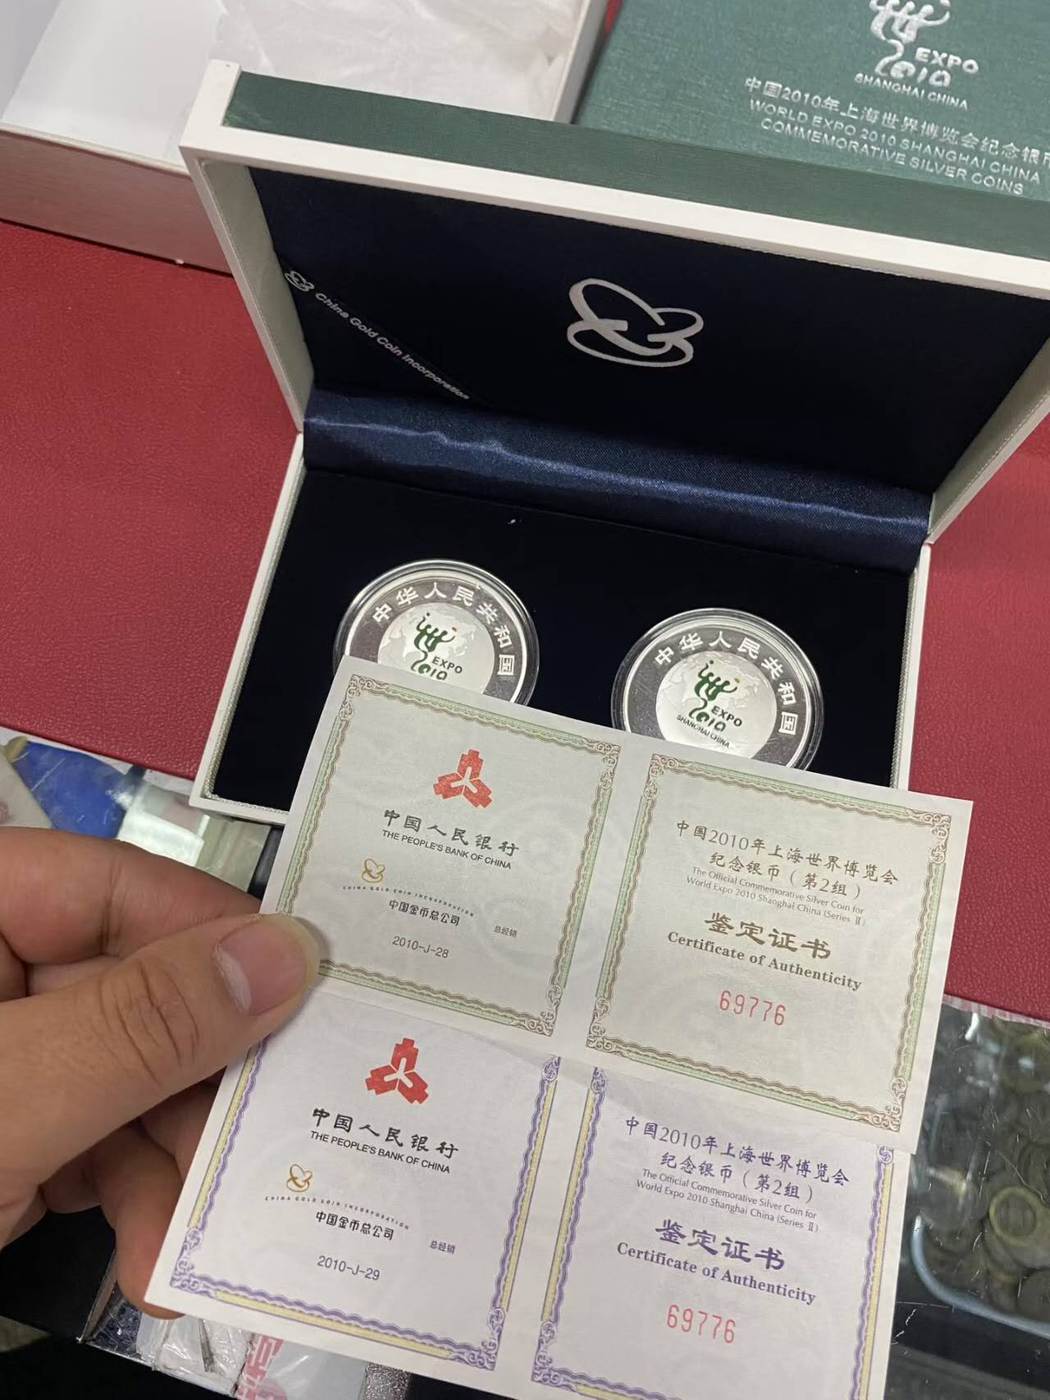 EXPO
2010
SHANGHAI CHINA
中国2010年上海世界博览会纪念银币
WORLD EXPO 2010 SHANGHAI CHINA
COMMEMORATIVE SILVER COINS
China Gold Coin Incorporation
中华人民共和国
EXPO
2010
中华人民共和国
EXPO
2010
SHANGHAI CHINA
中国人民银行
THE PEOPLE'S BANK OF CHINA
CHINA GOLD COIN INCORPORATION
中国金币总公司
总经销
2010-J-28
中国2010年上海世界博览会
纪念银币（第2组）
The Official Commemorative Silver Coin for
World Expo 2010 Shanghai China (Series Ⅱ)
鉴定证书
Certificate of Authenticity
69776
中国人民银行
THE PEOPLE'S BANK OF CHINA
CHINA GOLD COIN INCORPORATION
中国金币总公司
总经销
2010-J-29
中国2010年上海世界博览会
纪念银币（第2组）
The Official Commemorative Silver Coin for
World Expo 2010 Shanghai China (Series Ⅱ)
鉴定证书
Certificate of Authenticity
69776